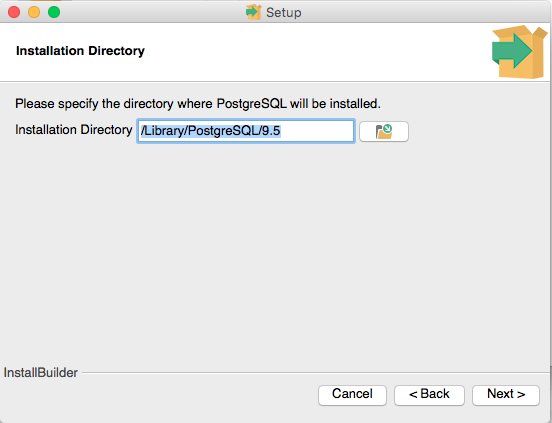 Setup
Installation Directory
Please specify the directory where PostgreSQL will be installed.
Installation Directory /Library/PostgreSQL/9.5
InstallBuilder
Cancel < Back Next >